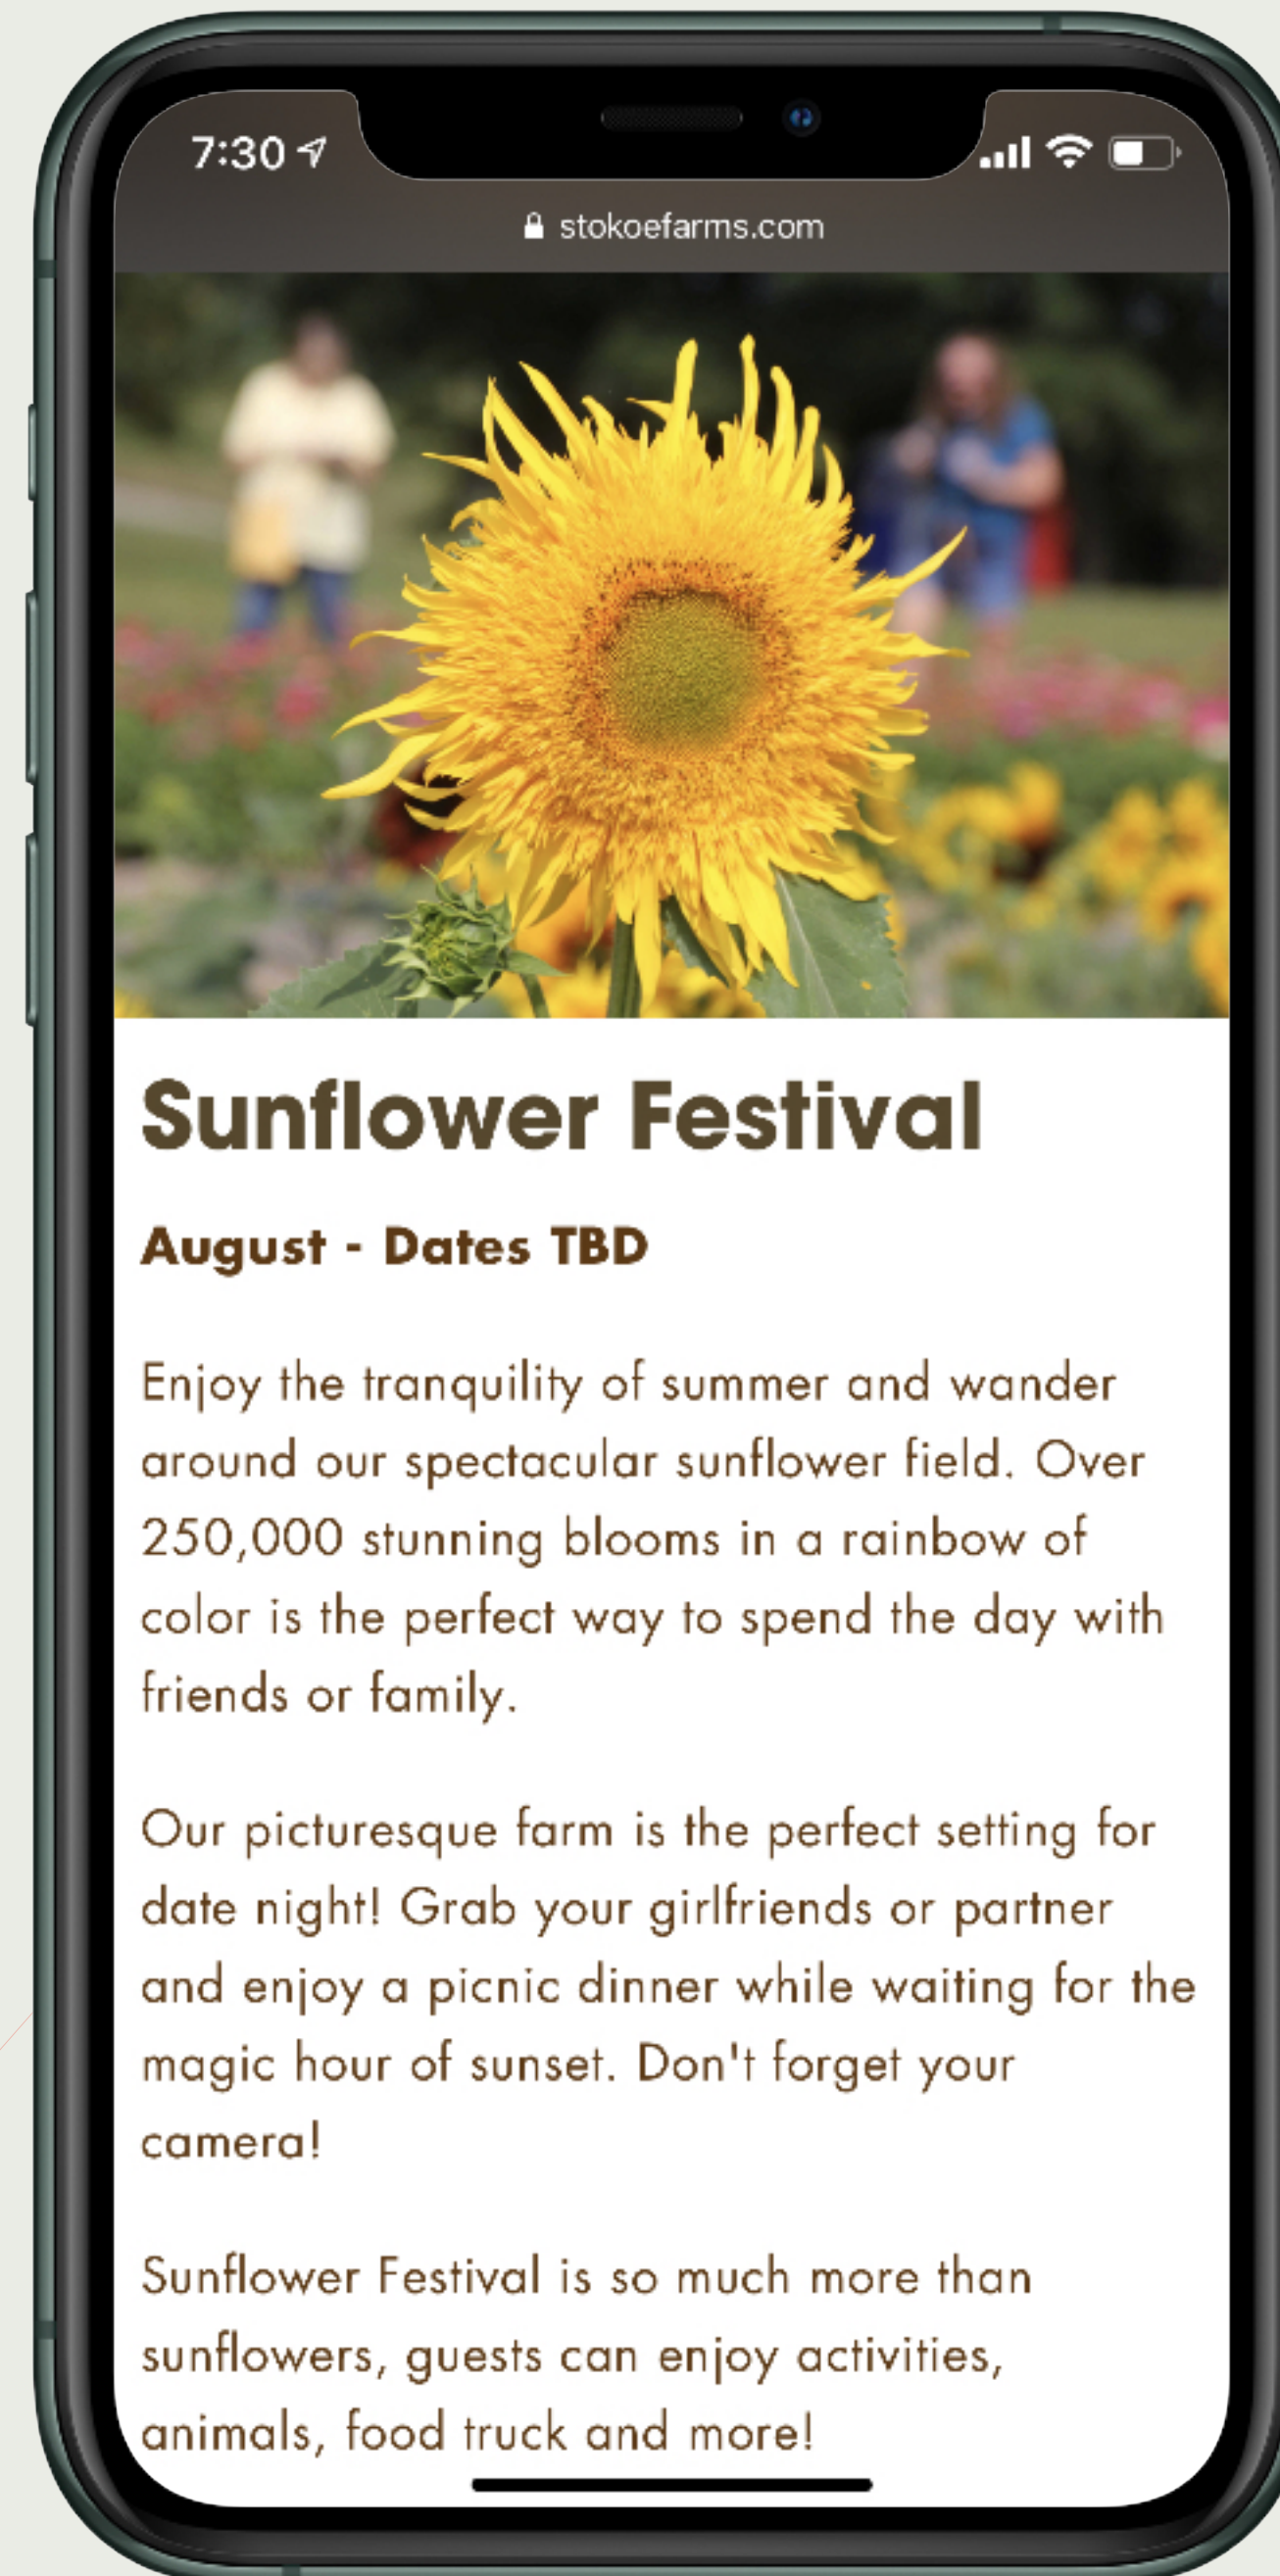 7:30
stokoefarms.com
Sunflower Festival
August - Dates TBD
Enjoy the tranquility of summer and wander
around our spectacular sunflower field. Over
250,000 stunning blooms in a rainbow of
color is the perfect way to spend the day with
friends or family.
Our picturesque farm is the perfect setting for
date night! Grab your girlfriends or partner
and enjoy a picnic dinner while waiting for the
magic hour of sunset. Don't forget your
camera!
Sunflower Festival is so much more than
sunflowers, guests can enjoy activities,
animals, food truck and more!